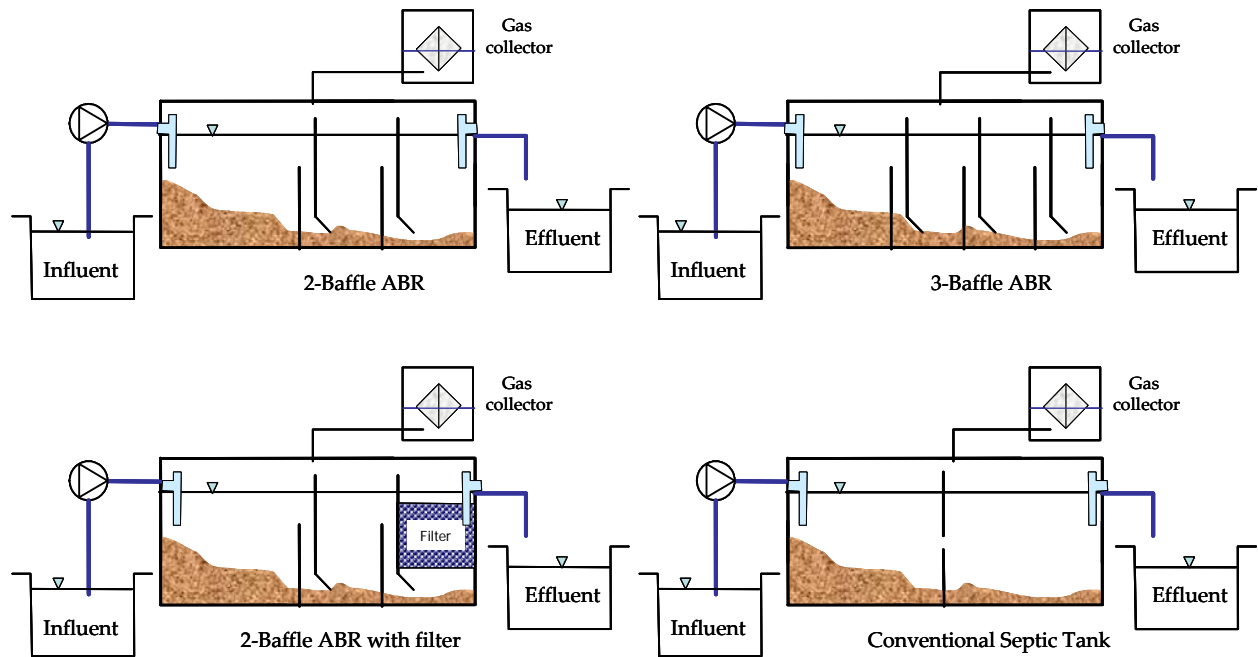 Gas
collector
Influent
Effluent
2-Baffle ABR
Gas
collector
Influent
Effluent
3-Baffle ABR
Gas
collector
Filter
Influent
Effluent
2-Baffle ABR with filter
Gas
collector
Influent
Effluent
Conventional Septic Tank